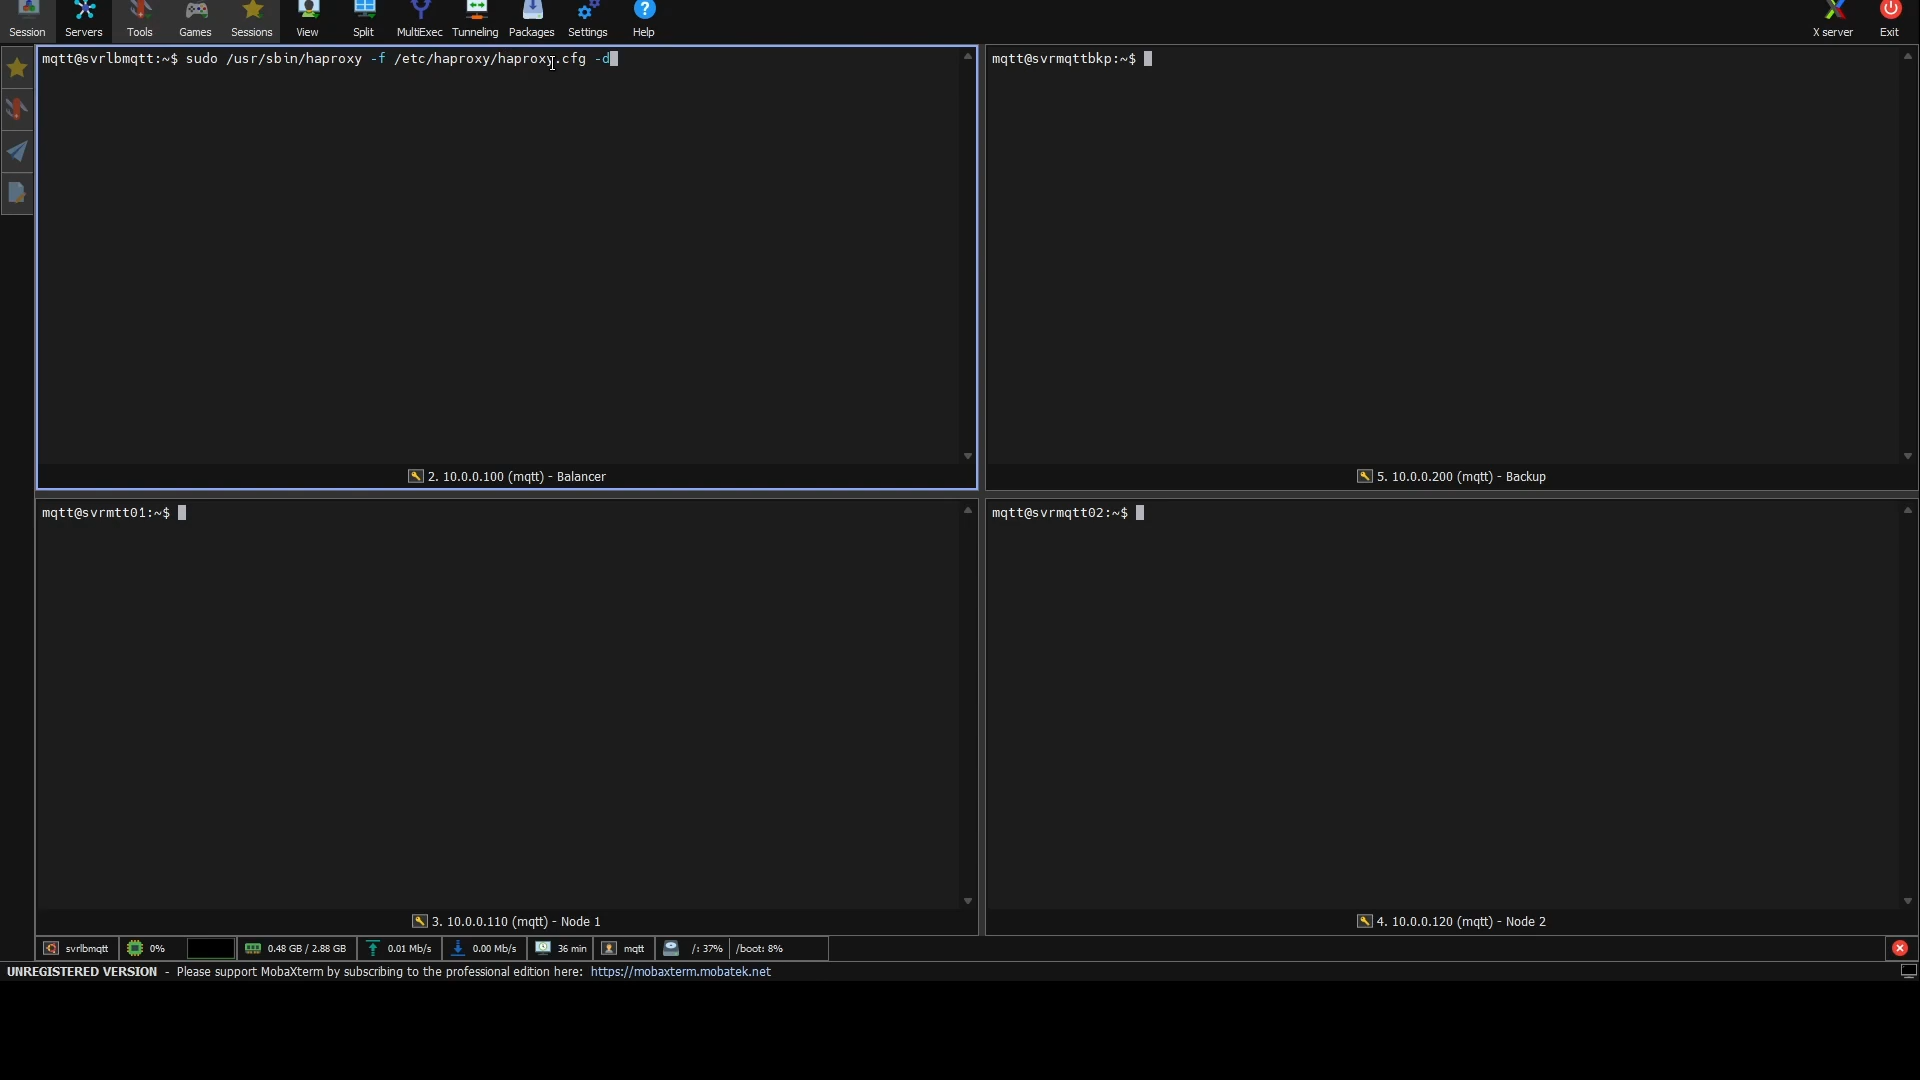 Session Servers Tools Games Sessions View Split MultiExec Tunneling Packages Settings Help X server Exit
mqtt@svrlbmqtt:~$ sudo /usr/sbin/haproxy -f /etc/haproxy/haproxy.cfg -d
mqtt@svrmqttbkp:~$
2. 10.0.0.100 (mqtt) - Balancer
5. 10.0.0.200 (mqtt) - Backup
mqtt@svrmtt01:~$
mqtt@svrmqtt02:~$
3. 10.0.0.110 (mqtt) - Node 1
4. 10.0.0.120 (mqtt) - Node 2
svrlbmqtt 0% 0.48 GB / 2.88 GB 0.01 Mb/s 0.00 Mb/s 36 min mqtt /: 37% /boot: 8%
UNREGISTERED VERSION - Please support MobaXterm by subscribing to the professional edition here: https://mobaxterm.mobatek.net